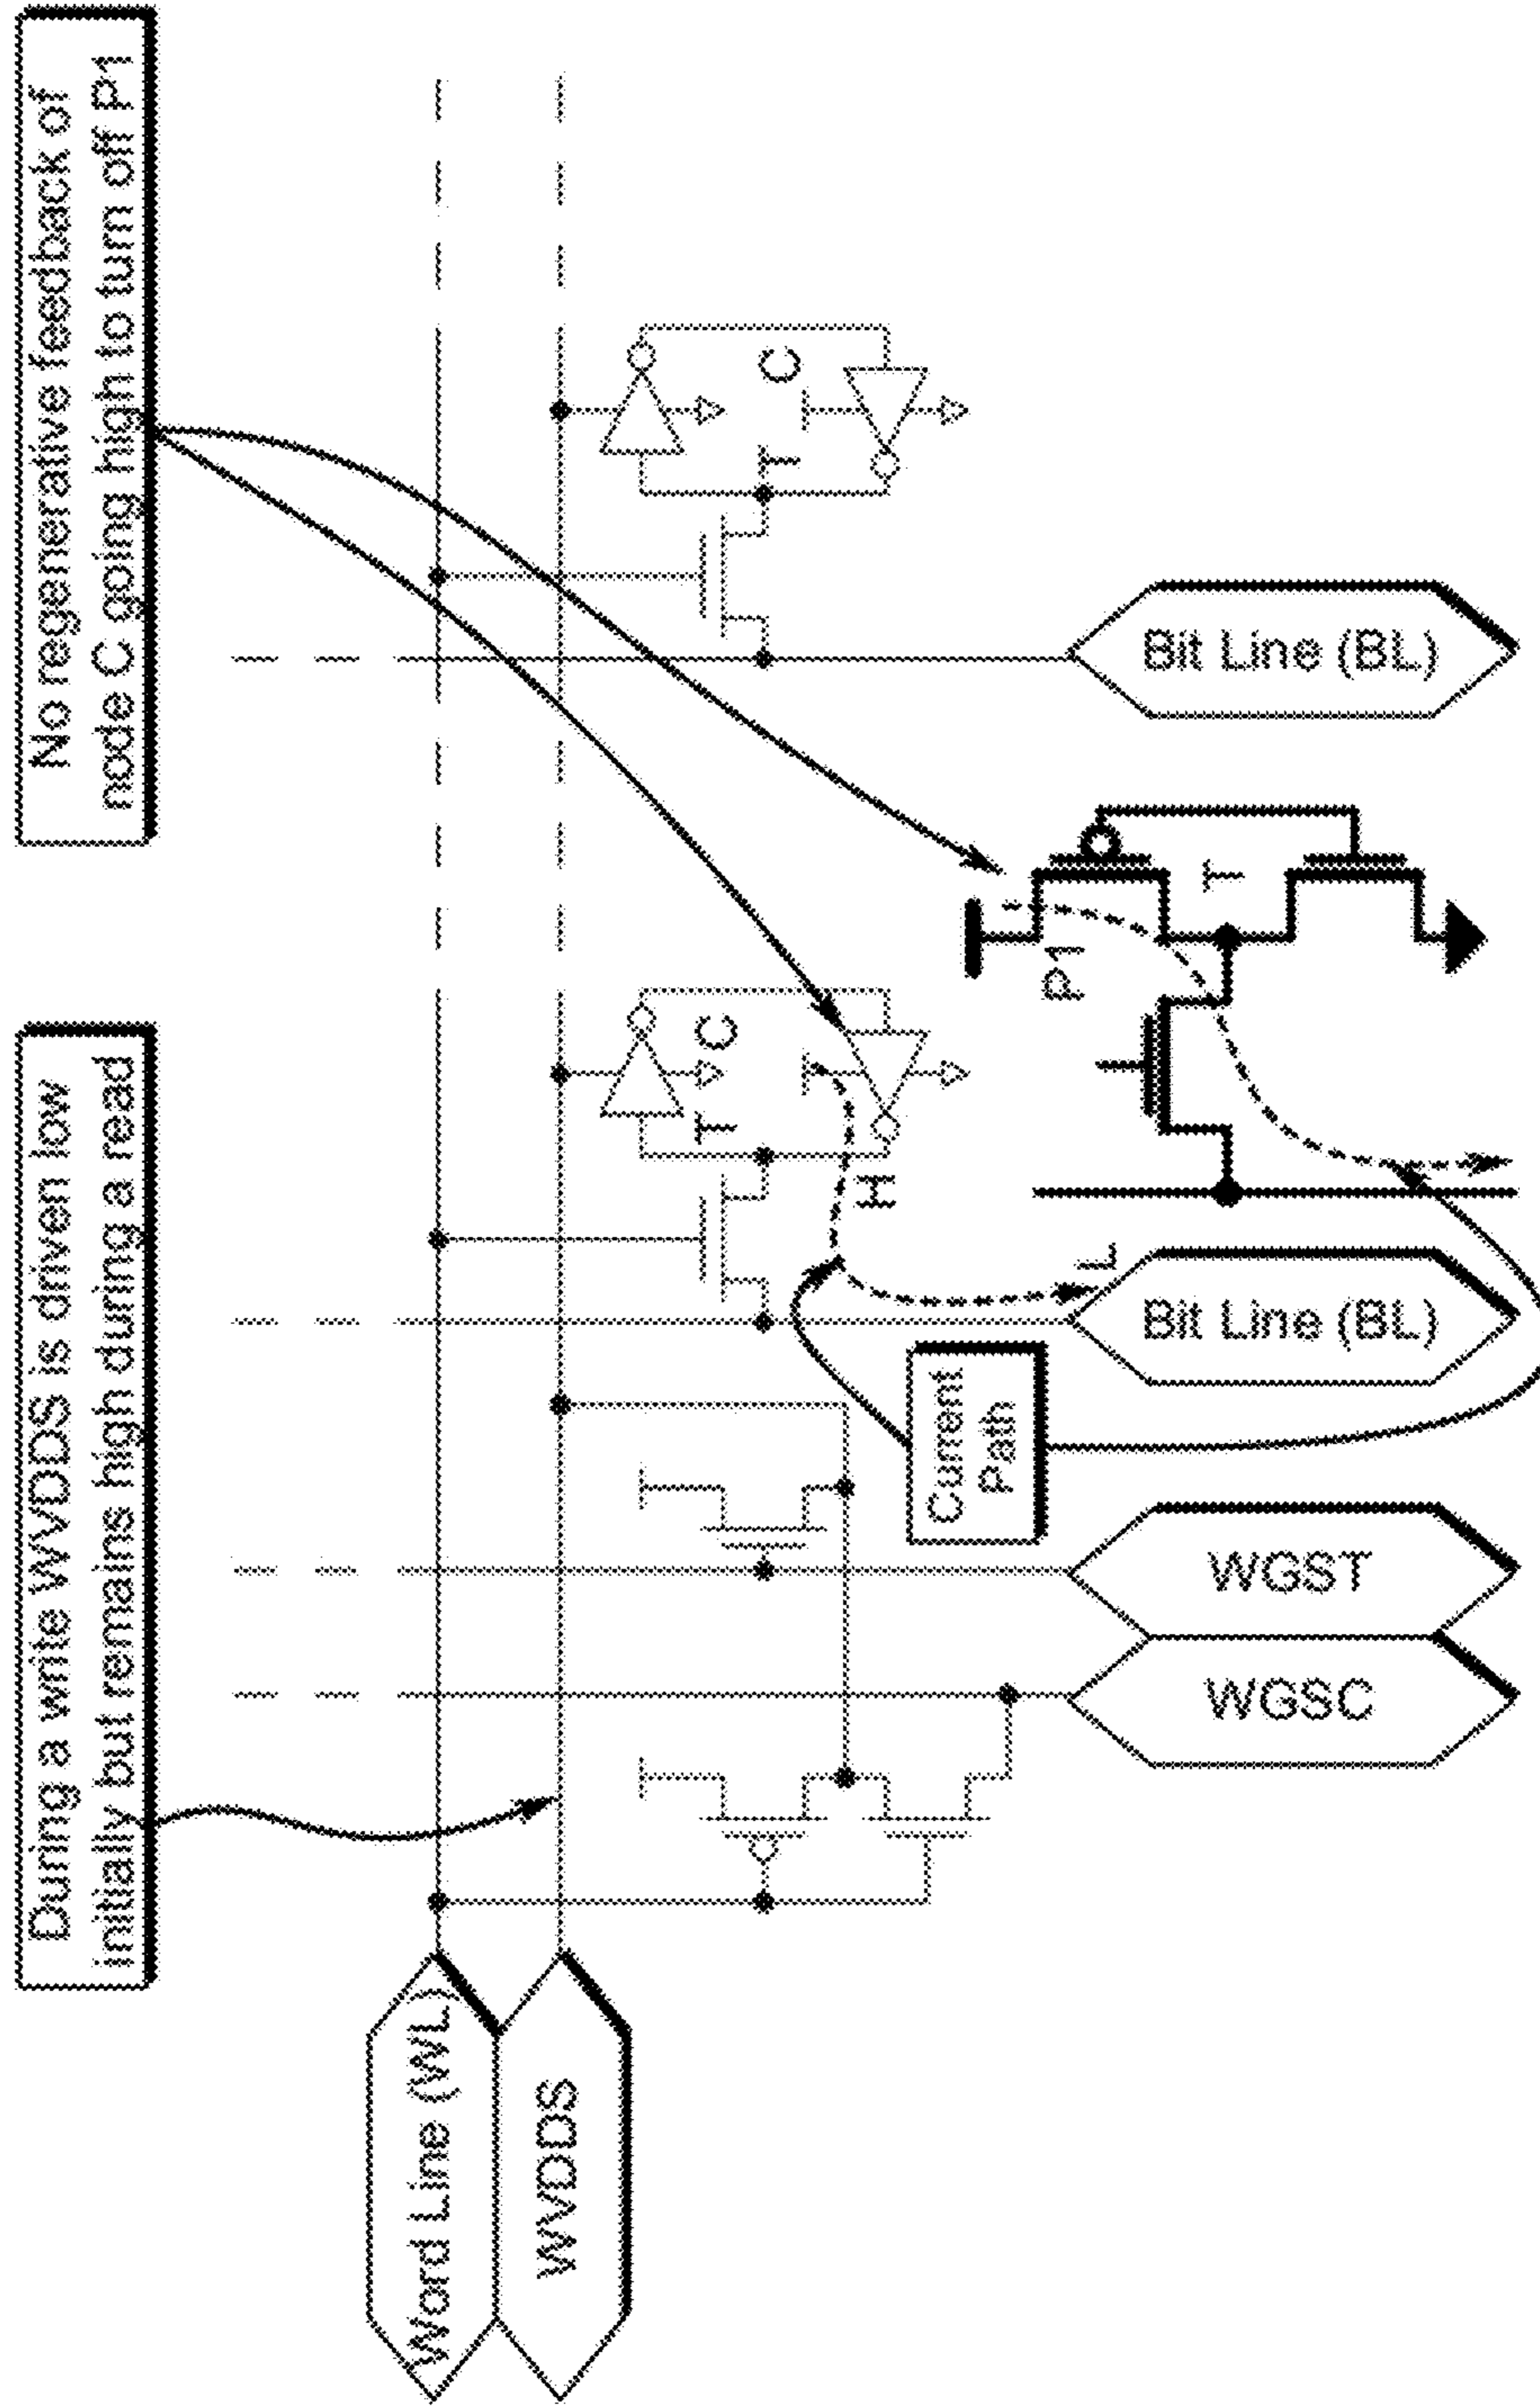 During a write WVDDS is driven low
initially but remains high during a read
No regenerative feedback of
node C going high to turn off P1
Word Line (WL)
WVDDS
T C
T C
H
Current
Path
P1
L
T
WGSC
WGST
Bit Line (BL)
Bit Line (BL)